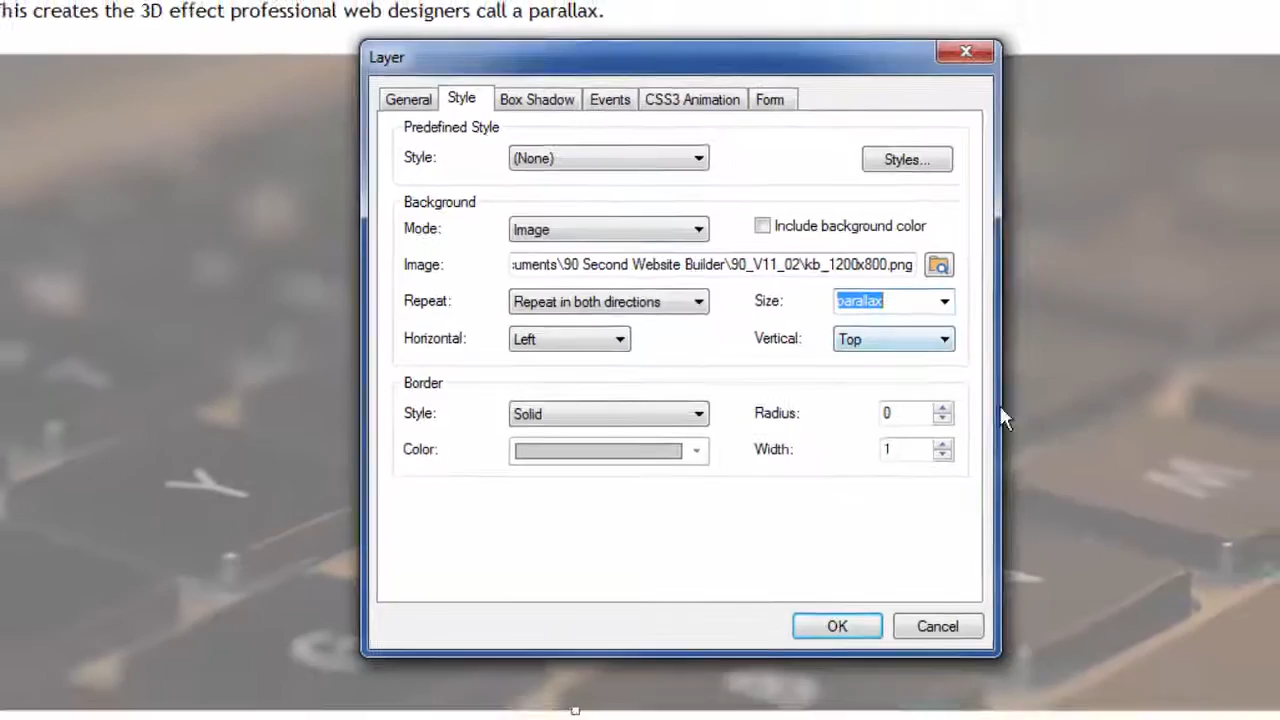 This creates the 3D effect professional web designers call a parallax.
Layer
General Style Box Shadow Events CSS3 Animation Form
Predefined Style
Style: (None) Styles...
Background
Mode: Image Include background color
Image: :uments\90 Second Website Builder\90_V11_02\kb_1200x800.png
Repeat: Repeat in both directions Size: parallax
Horizontal: Left Vertical: Top
Border
Style: Solid Radius: 0
Color: Width: 1
Y
OK Cancel